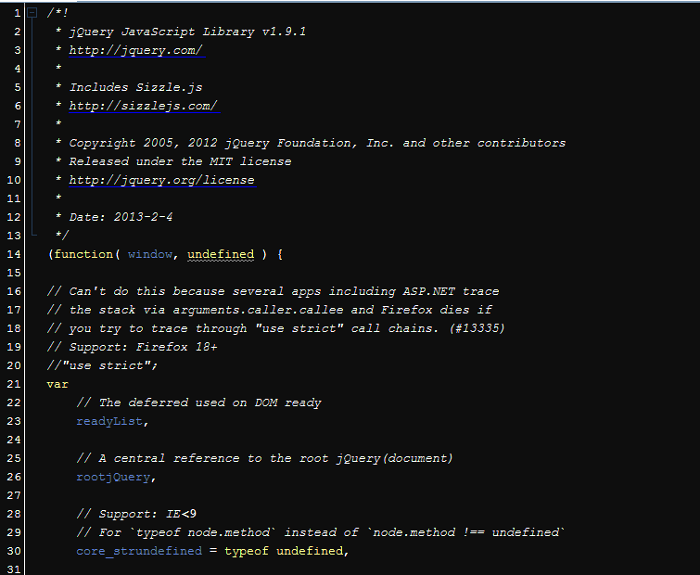 1 /*!
2 * jQuery JavaScript Library v1.9.1
3 * http://jquery.com/
4 *
5 * Includes Sizzle.js
6 * http://sizzlejs.com/
7 *
8 * Copyright 2005, 2012 jQuery Foundation, Inc. and other contributors
9 * Released under the MIT license
10 * http://jquery.org/license
11 *
12 * Date: 2013-2-4
13 */
14 (function( window, undefined ) {
15
16 // Can't do this because several apps including ASP.NET trace
17 // the stack via arguments.caller.callee and Firefox dies if
18 // you try to trace through "use strict" call chains. (#13335)
19 // Support: Firefox 18+
20 //"use strict";
21 var
22 // The deferred used on DOM ready
23 readyList,
24
25 // A central reference to the root jQuery(document)
26 rootjQuery,
27
28 // Support: IE<9
29 // For `typeof node.method` instead of `node.method !== undefined`
30 core_strundefined = typeof undefined,
31